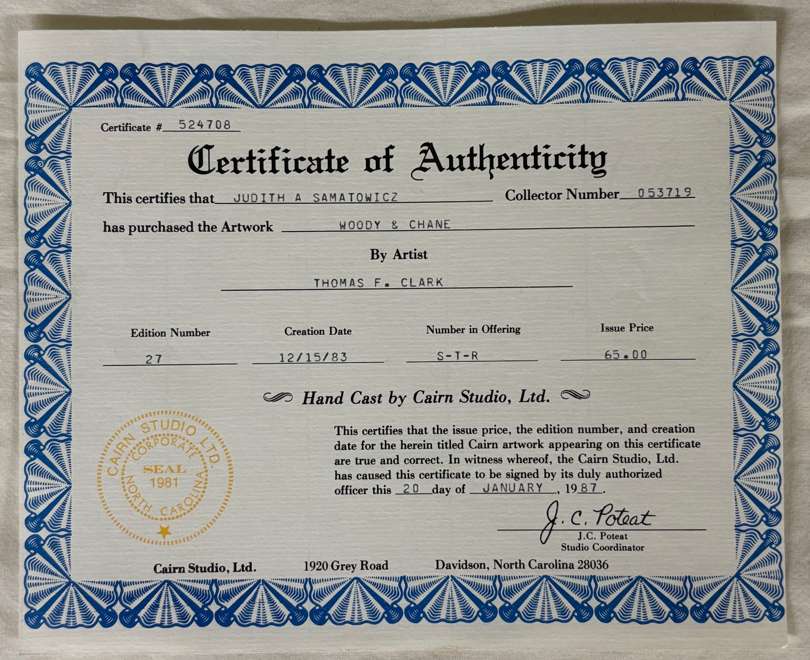 Certificate # 524708
Certificate of Authenticity
This certifies that JUDITH A SAMATOWICZ Collector Number 053719
has purchased the Artwork WOODY & CHANE
By Artist
THOMAS F. CLARK
Edition Number Creation Date Number in Offering Issue Price
27 12/15/83 S-T-R 65.00
Hand Cast by Cairn Studio, Ltd.
This certifies that the issue price, the edition number, and creation
date for the herein titled Cairn artwork appearing on this certificate
are true and correct. In witness whereof, the Cairn Studio, Ltd.
has caused this certificate to be signed by its duly authorized
officer this 20 day of JANUARY, 1987.
CAIRN STUDIO LTD.
CORPORATE
SEAL
1981
NORTH CAROLINA
J. C. Poteat
J.C. Poteat
Studio Coordinator
Cairn Studio, Ltd. 1920 Grey Road Davidson, North Carolina 28036